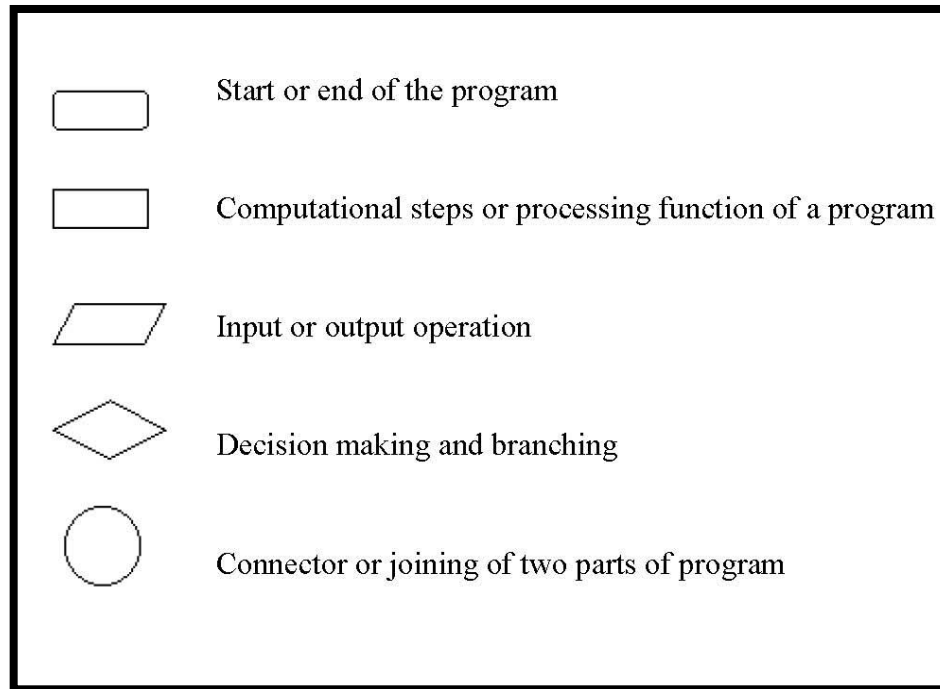 Start or end of the program
Computational steps or processing function of a program
Input or output operation
Decision making and branching
Connector or joining of two parts of program